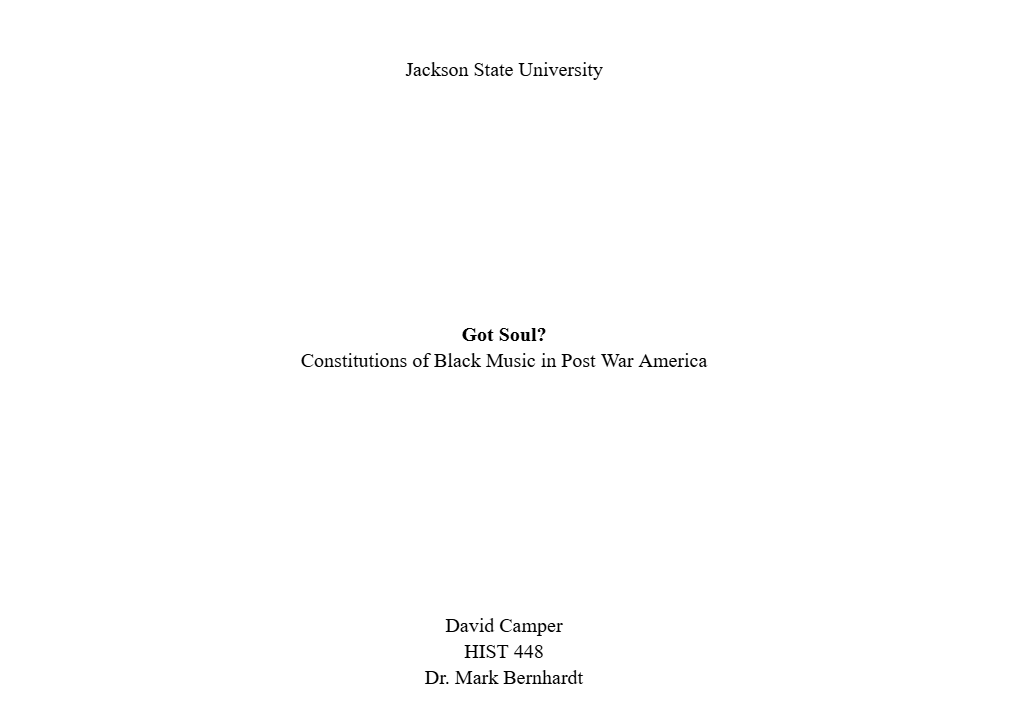 Jackson State University
Got Soul?
Constitutions of Black Music in Post War America
David Camper
HIST 448
Dr. Mark Bernhardt